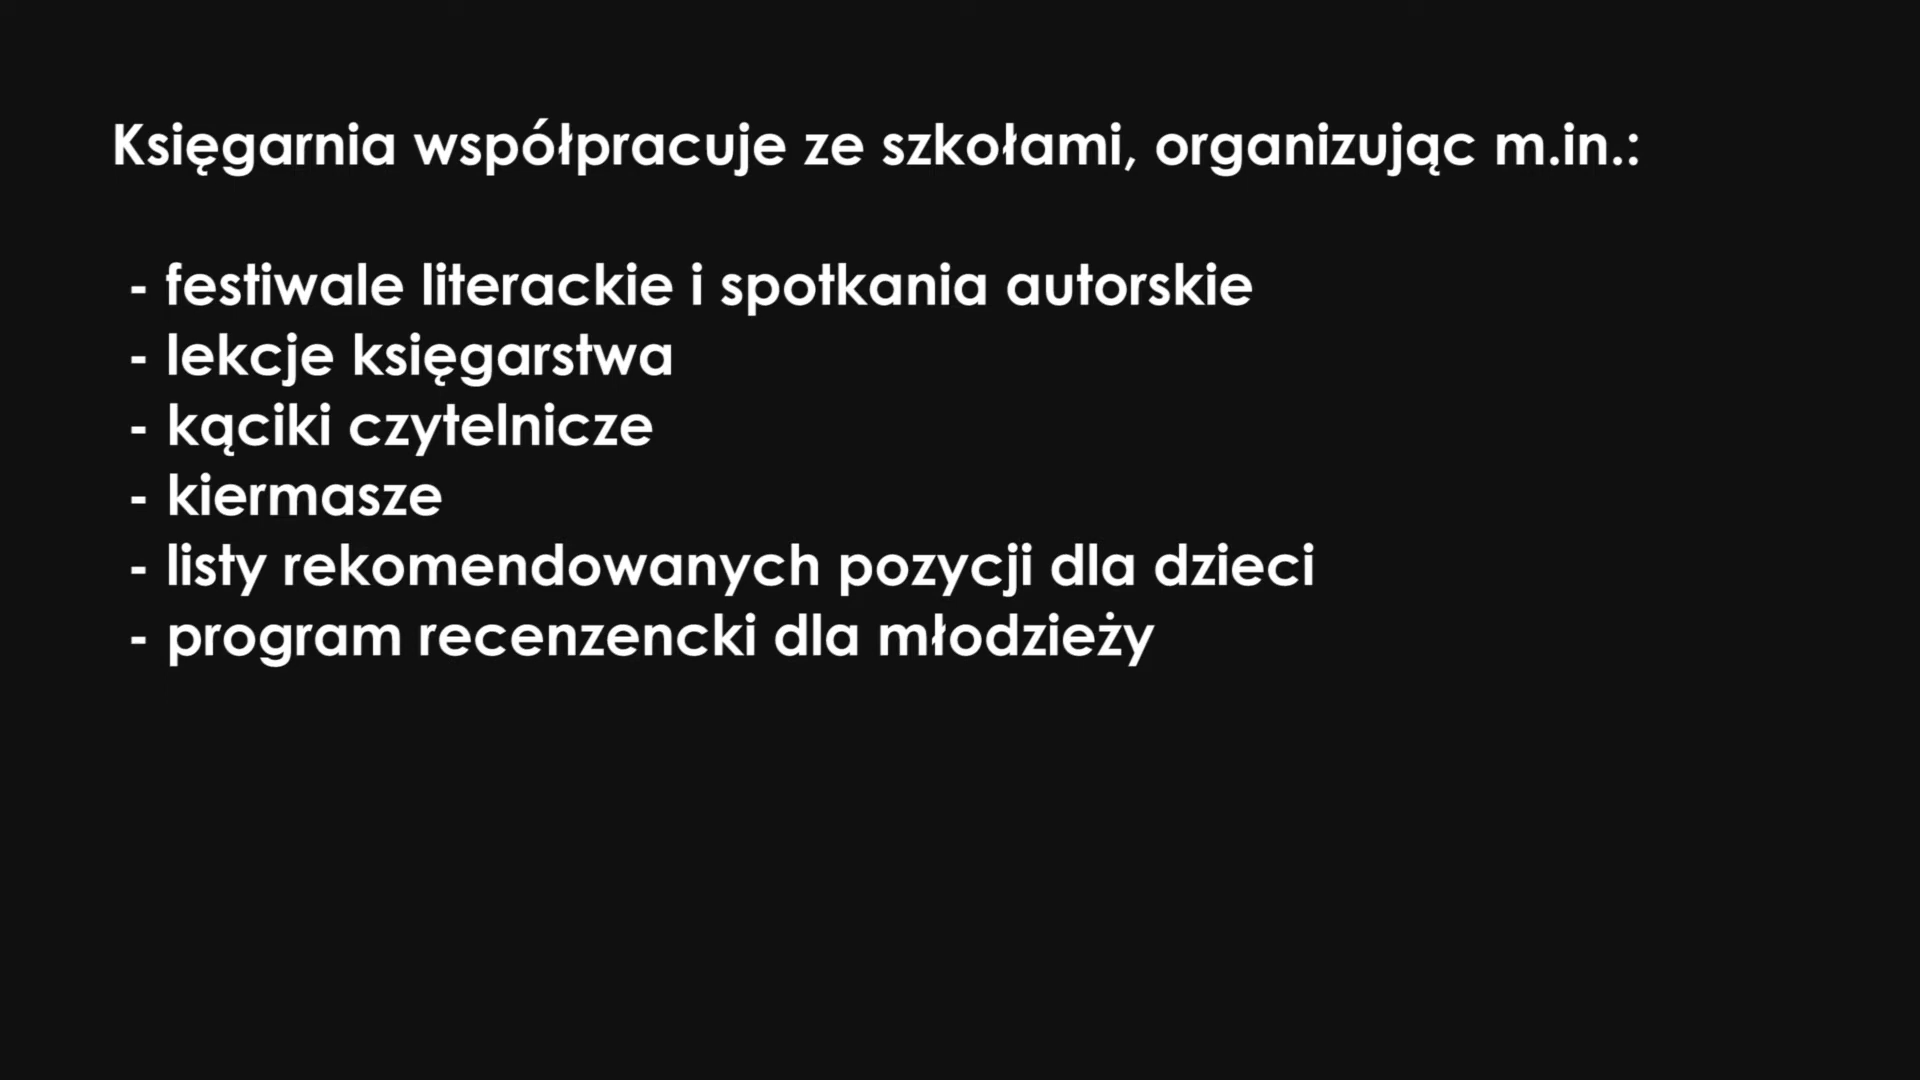 Księgarnia współpracuje ze szkołami, organizując m.in.:
- festiwale literackie i spotkania autorskie
- lekcje księgarstwa
- kąciki czytelnicze
- kiermasze
- listy rekomendowanych pozycji dla dzieci
- program recenzencki dla młodzieży